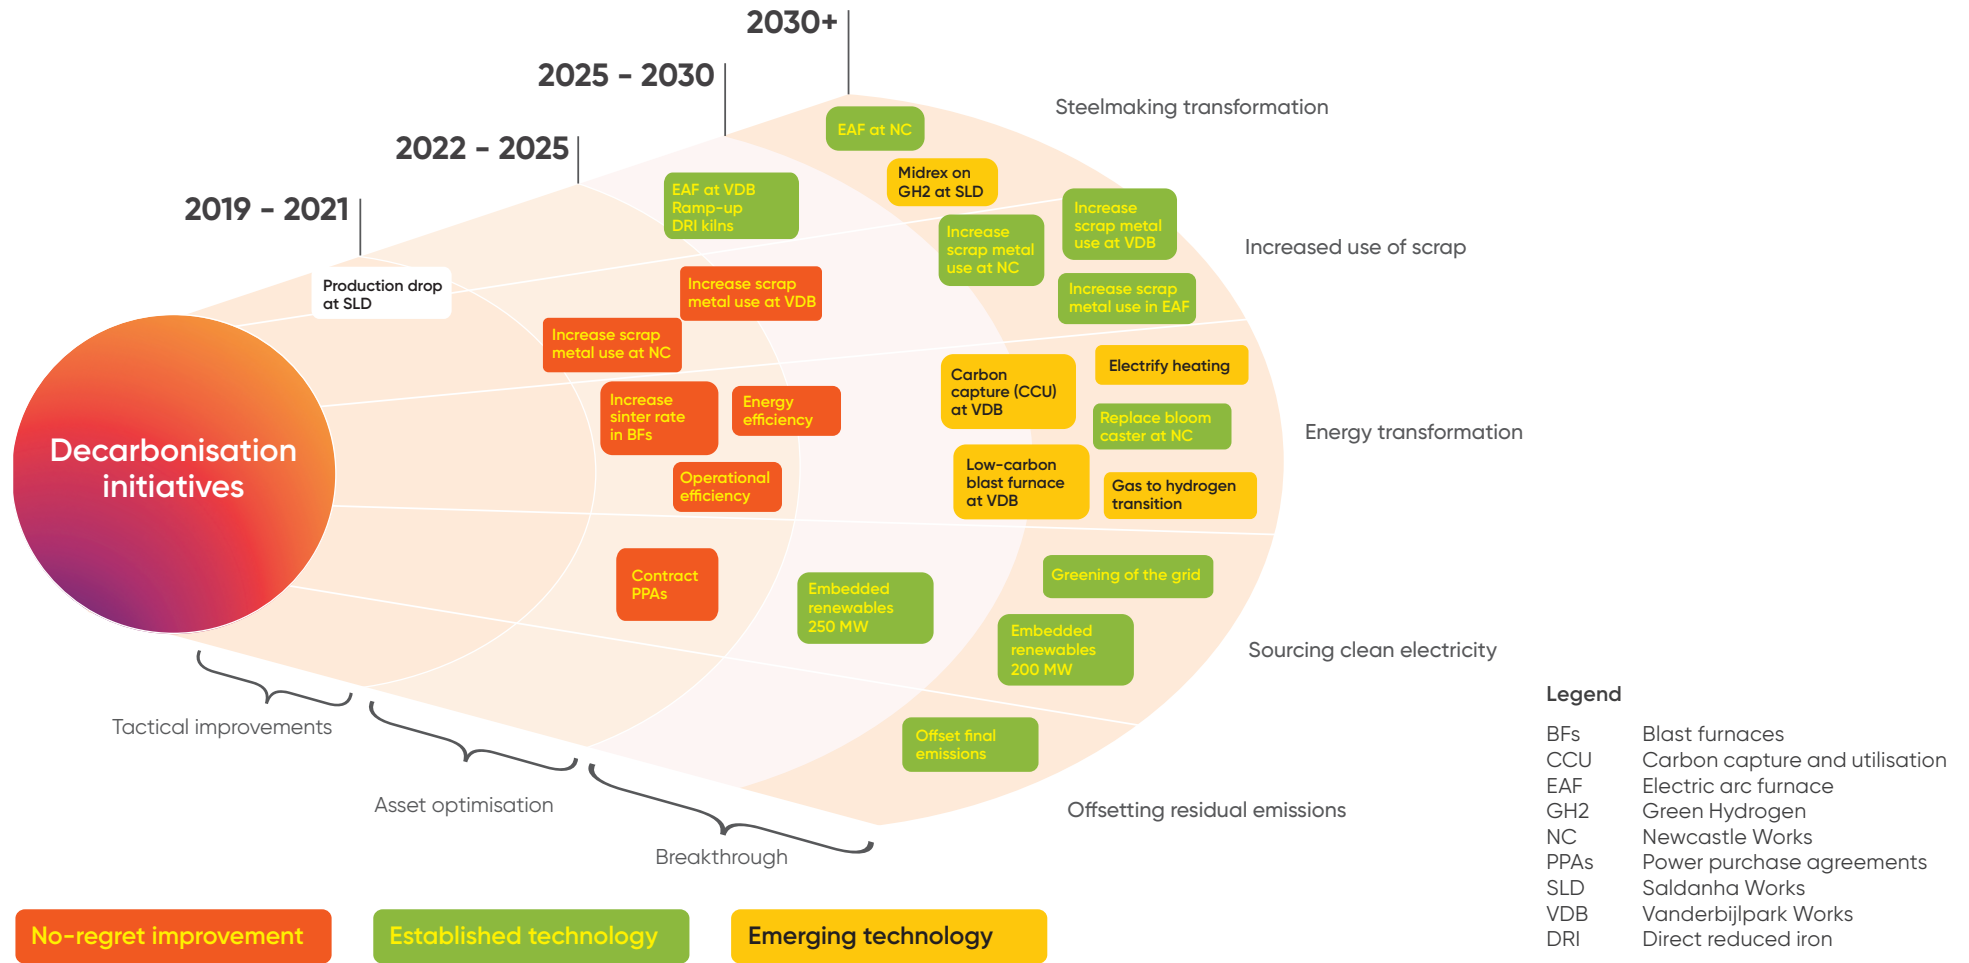 2030+
2025 - 2030
2022 - 2025
2019 - 2021
Steelmaking transformation
EAF at NC
Midrex on
GH2 at SLD
EAF at VDB
Ramp-up
DRI kilns
Increased use of scrap
Increase
scrap metal
use at VDB
Increase
scrap metal
use at NC
Increase scrap
metal use in EAF
Production drop
at SLD
Increase scrap
metal use at VDB
Increase scrap
metal use at NC
Energy transformation
Increase
sinter rate
in BFs
Energy
efficiency
Operational
efficiency
Carbon
capture (CCU)
at VDB
Electrify heating
Replace bloom
caster at NC
Low-carbon
blast furnace
at VDB
Gas to hydrogen
transition
Decarbonisation
initiatives
Sourcing clean electricity
Contract
PPAs
Embedded
renewables
250 MW
Greening of the grid
Embedded
renewables
200 MW
Offsetting residual emissions
Offset final
emissions
Tactical improvements
Asset optimisation
Breakthrough
No-regret improvement
Established technology
Emerging technology
Legend
BFs Blast furnaces
CCU Carbon capture and utilisation
EAF Electric arc furnace
GH2 Green Hydrogen
NC Newcastle Works
PPAs Power purchase agreements
SLD Saldanha Works
VDB Vanderbijlpark Works
DRI Direct reduced iron